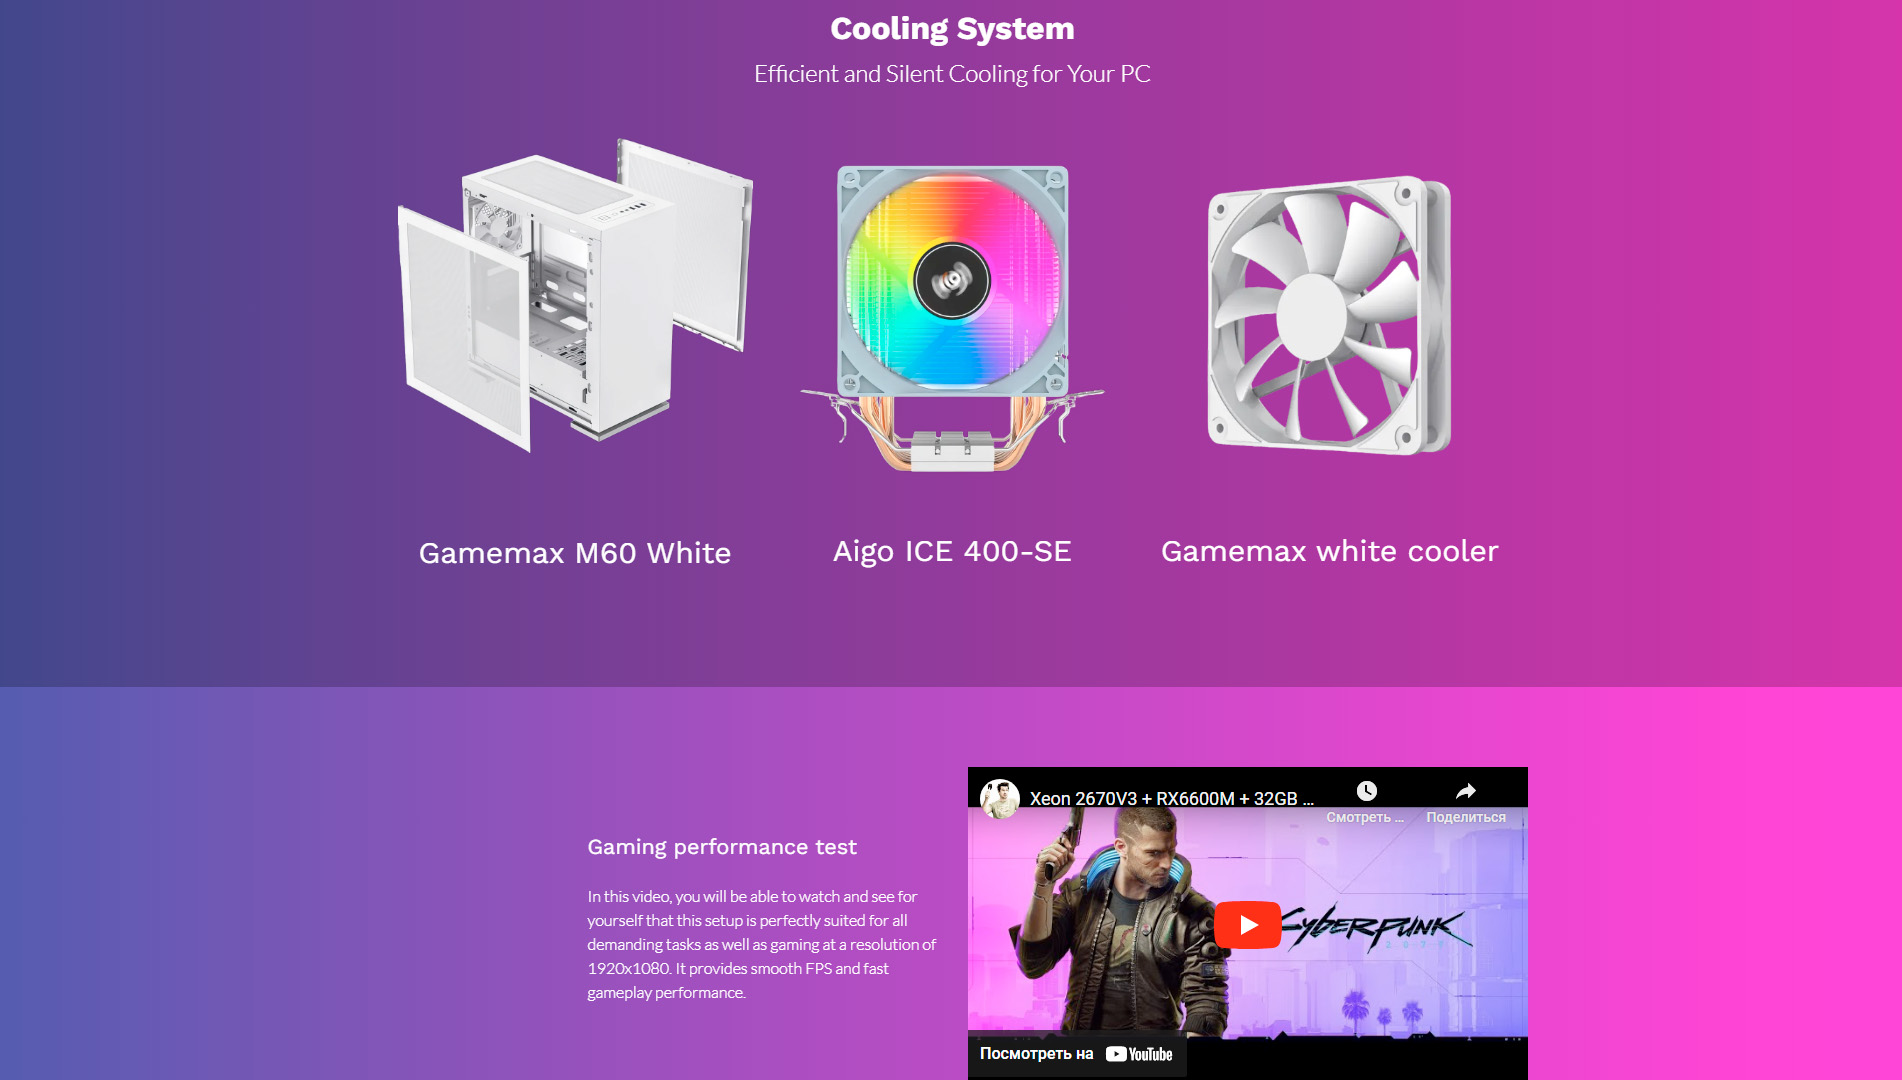 Cooling System
Efficient and Silent Cooling for Your PC
Gamemax M60 White
Aigo ICE 400-SE
Gamemax white cooler
Gaming performance test
In this video, you will be able to watch and see for
yourself that this setup is perfectly suited for all
demanding tasks as well as gaming at a resolution of
1920x1080. It provides smooth FPS and fast
gameplay performance.
Xeon 2670V3 + RX6600M + 32GB ...
Смотреть ...
Поделиться
Cyberpunk
2077
Посмотреть на YouTube